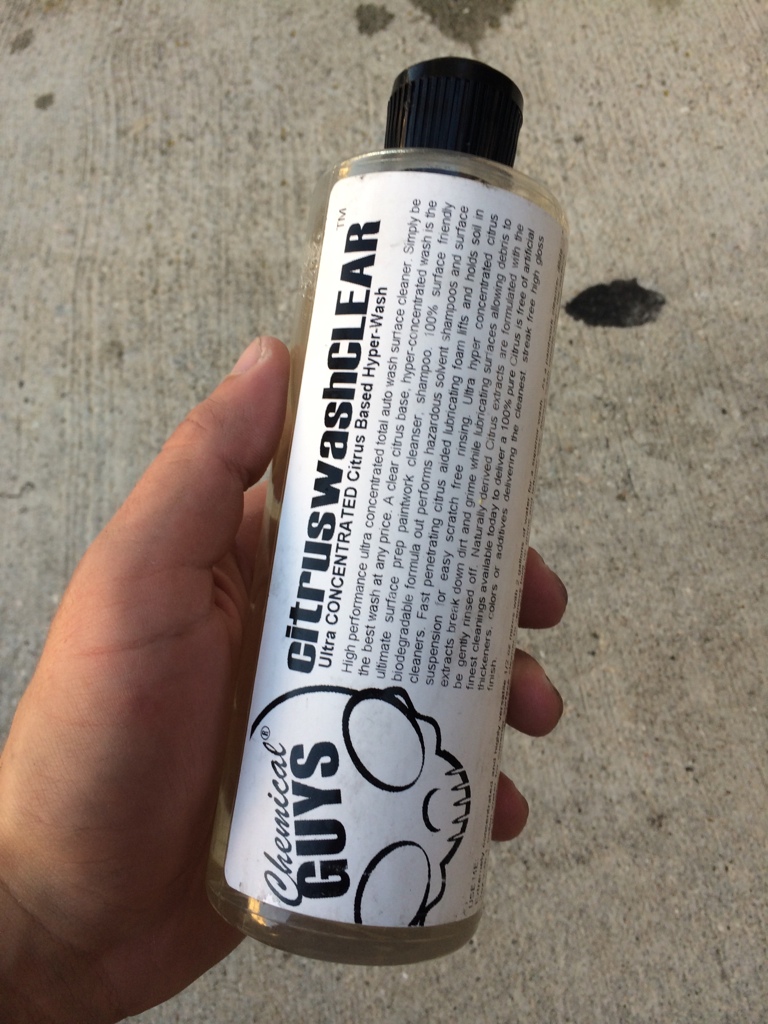 Chemical®
GUYS
citruswashCLEAR™
Ultra CONCENTRATED Citrus Based Hyper-Wash
High performance ultra concentrated total auto wash surface cleaner. Simply be
the best wash at any price. A clear citrus base, hyper-concentrated wash is the
ultimate surface prep paintwork cleanser, shampoo, 100% surface friendly
biodegradable formula out performs hazardous solvent shampoos and surface
cleaners. Fast penetrating citrus aided lubricating foam lifts and holds soil in
suspension for easy scratch free rinsing. Ultra hyper concentrated citrus
extracts break down dirt and grime while lubricating surfaces allowing debris to
be gently rinsed off. Naturally-derived Citrus extracts are formulated with the
finest cleanings available today to deliver a 100% pure Citrus is free of artificial
thickeners, colors or additives delivering the Cleanest, streak free high gloss
finish
USE